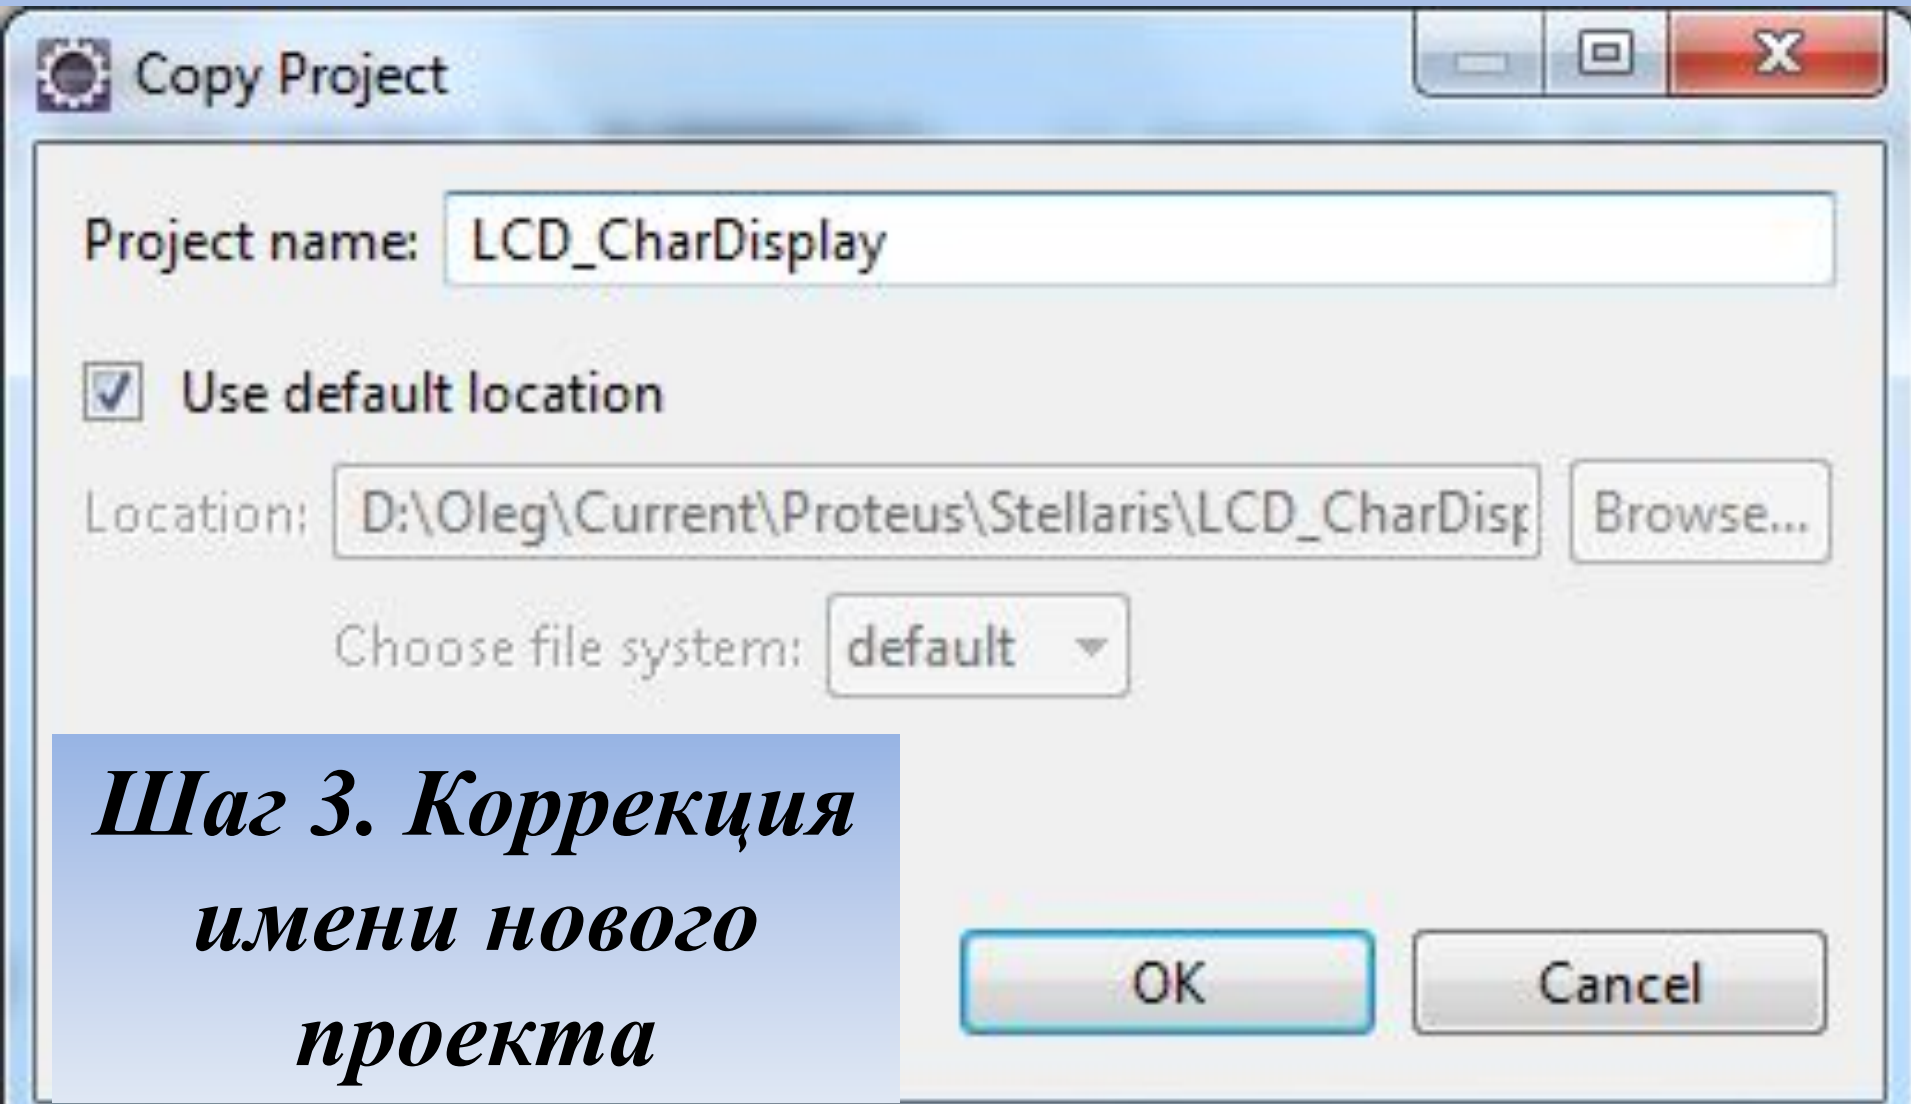 Copy Project
Project name: LCD_CharDisplay
Use default location
Location: D:\Oleg\Current\Proteus\Stellaris\LCD_CharDisp Browse...
Choose file system: default
Шаг 3. Коррекция
имени нового
проекта
OK Cancel